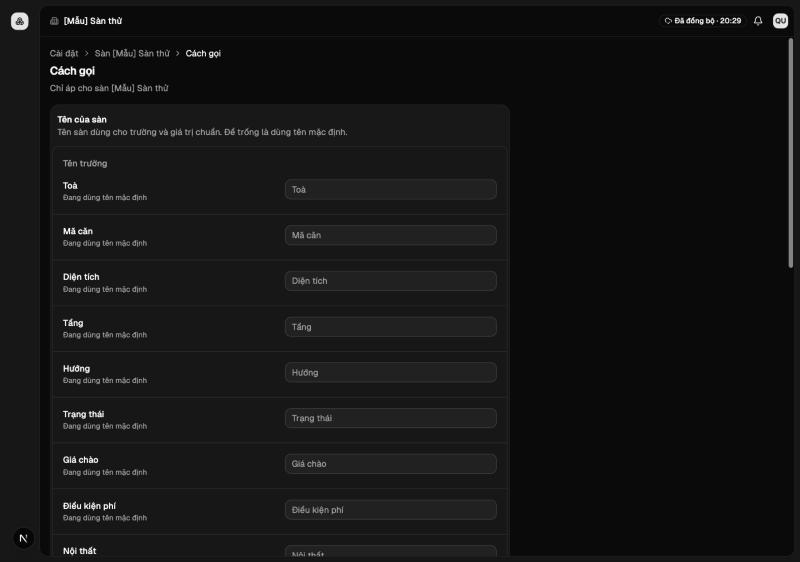 [Mẫu] Sàn thử
Đã đồng bộ · 20:29
QU
Cài đặt > Sàn [Mẫu] Sàn thử > Cách gọi
Cách gọi
Chỉ áp cho sàn [Mẫu] Sàn thử
Tên của sàn
Tên sàn dùng cho trường và giá trị chuẩn. Để trống là dùng tên mặc định.
Tên trường
Toà
Đang dùng tên mặc định
Toà
Mã căn
Đang dùng tên mặc định
Mã căn
Diện tích
Đang dùng tên mặc định
Diện tích
Tầng
Đang dùng tên mặc định
Tầng
Hướng
Đang dùng tên mặc định
Hướng
Trạng thái
Đang dùng tên mặc định
Trạng thái
Giá chào
Đang dùng tên mặc định
Giá chào
Điều kiện phí
Đang dùng tên mặc định
Điều kiện phí
Nội thất
Nội thất
N